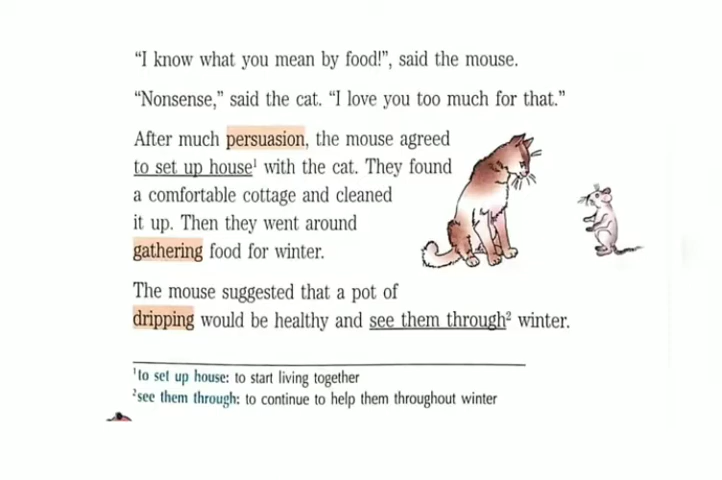 “I know what you mean by food!”, said the mouse.
“Nonsense,” said the cat. “I love you too much for that.”
After much persuasion, the mouse agreed
to set up house¹ with the cat. They found
a comfortable cottage and cleaned
it up. Then they went around
gathering food for winter.
The mouse suggested that a pot of
dripping would be healthy and see them through² winter.
¹to set up house: to start living together
²see them through: to continue to help them throughout winter